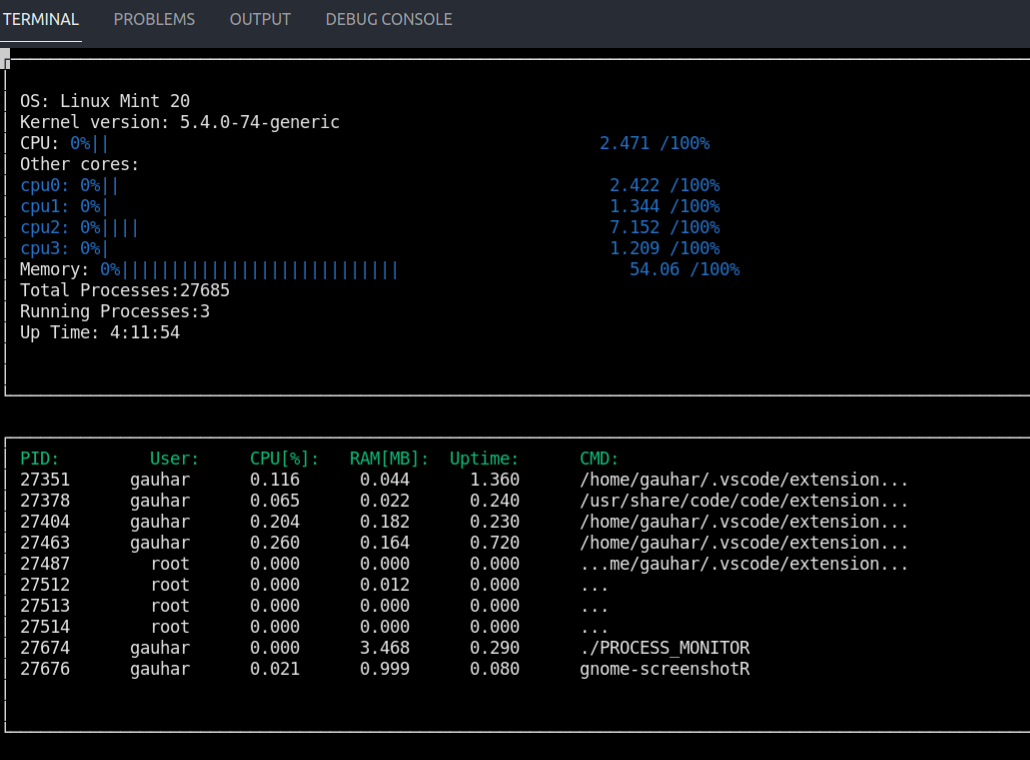 TERMINAL PROBLEMS OUTPUT DEBUG CONSOLE
OS: Linux Mint 20
Kernel version: 5.4.0-74-generic
CPU: 0%|| 2.471 /100%
Other cores:
cpu0: 0%|| 2.422 /100%
cpu1: 0%| 1.344 /100%
cpu2: 0%|||| 7.152 /100%
cpu3: 0%| 1.209 /100%
Memory: 0%|||||||||||||||||||||||||||| 54.06 /100%
Total Processes:27685
Running Processes:3
Up Time: 4:11:54
PID: User: CPU[%]: RAM[MB]: Uptime: CMD:
27351 gauhar 0.116 0.044 1.360 /home/gauhar/.vscode/extension...
27378 gauhar 0.065 0.022 0.240 /usr/share/code/code/extension...
27404 gauhar 0.204 0.182 0.230 /home/gauhar/.vscode/extension...
27463 gauhar 0.260 0.164 0.720 /home/gauhar/.vscode/extension...
27487 root 0.000 0.000 0.000 ...me/gauhar/.vscode/extension...
27512 root 0.000 0.012 0.000 ...
27513 root 0.000 0.000 0.000 ...
27514 root 0.000 0.000 0.000 ...
27674 gauhar 0.000 3.468 0.290 ./PROCESS_MONITOR
27676 gauhar 0.021 0.999 0.080 gnome-screenshotR